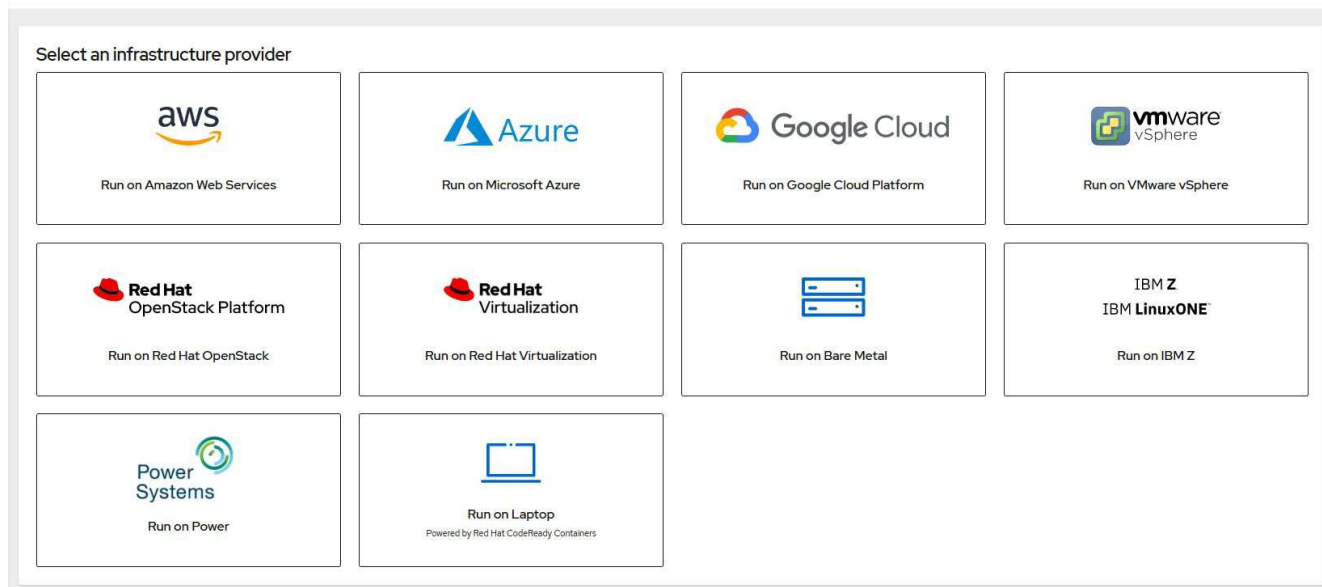 Select an infrastructure provider
aws
Run on Amazon Web Services
Azure
Run on Microsoft Azure
Google Cloud
Run on Google Cloud Platform
vmware
vSphere
Run on VMware vSphere
Red Hat
OpenStack Platform
Run on Red Hat OpenStack
Red Hat
Virtualization
Run on Red Hat Virtualization
Run on Bare Metal
IBM Z
IBM LinuxONE™
Run on IBM Z
Power
Systems
Run on Power
Run on Laptop
Powered by Red Hat CodeReady Containers